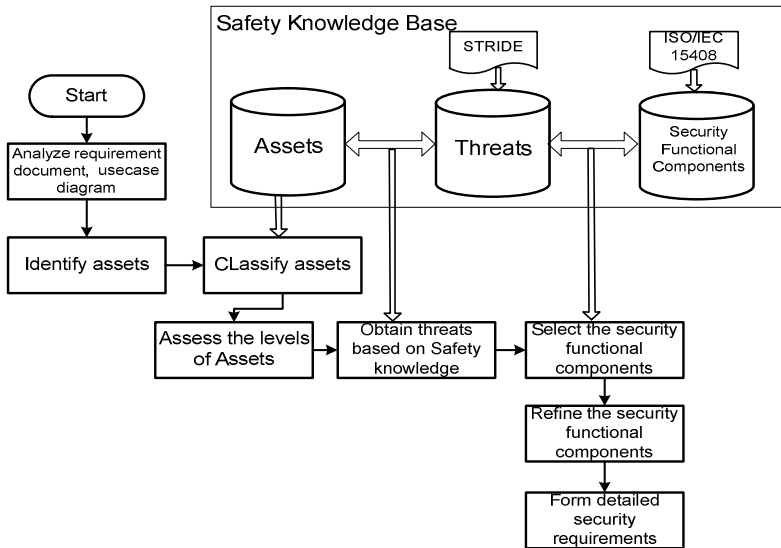 Safety Knowledge Base
STRIDE
ISO/IEC
15408
Start
Assets
Threats
Security
Functional
Components
Analyze requirement
document, usecase
diagram
Identify assets
CLassify assets
Assess the levels
of Assets
Obtain threats
based on Safety
knowledge
Select the security
functional
components
Refine the security
functional
components
Form detailed
security
requirements